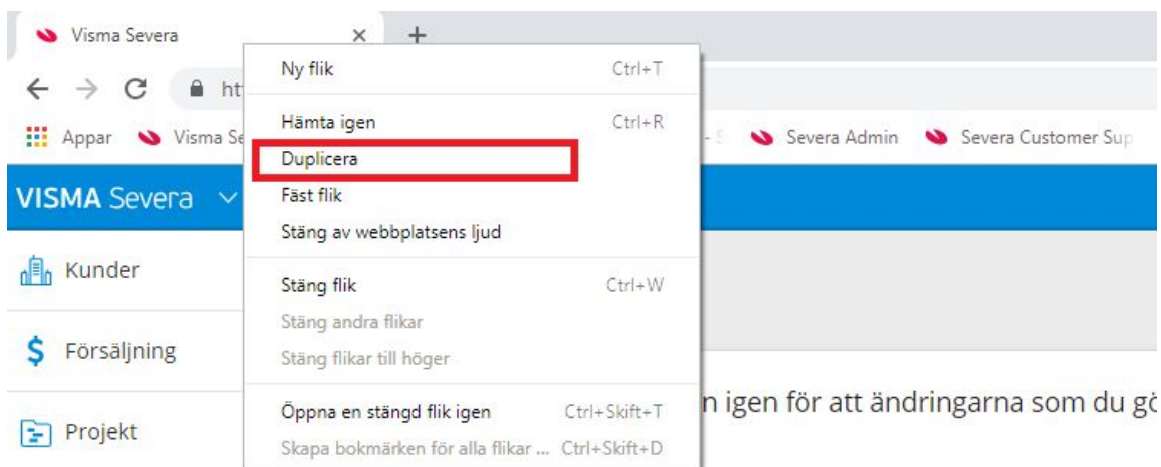 Visma Severa
ht
Appar Visma Se - S Severa Admin Severa Customer Sup
VISMA Severa
Kunder
Försäljning
Projekt
Ny flik Ctrl+T
Hämta igen Ctrl+R
Duplicera
Fäst flik
Stäng av webbplatsens ljud
Stäng flik Ctrl+W
Stäng andra flikar
Stäng flikar till höger
Öppna en stängd flik igen Ctrl+Skift+T
Skapa bokmärken för alla flikar ... Ctrl+Skift+D
n igen för att ändringarna som du gö